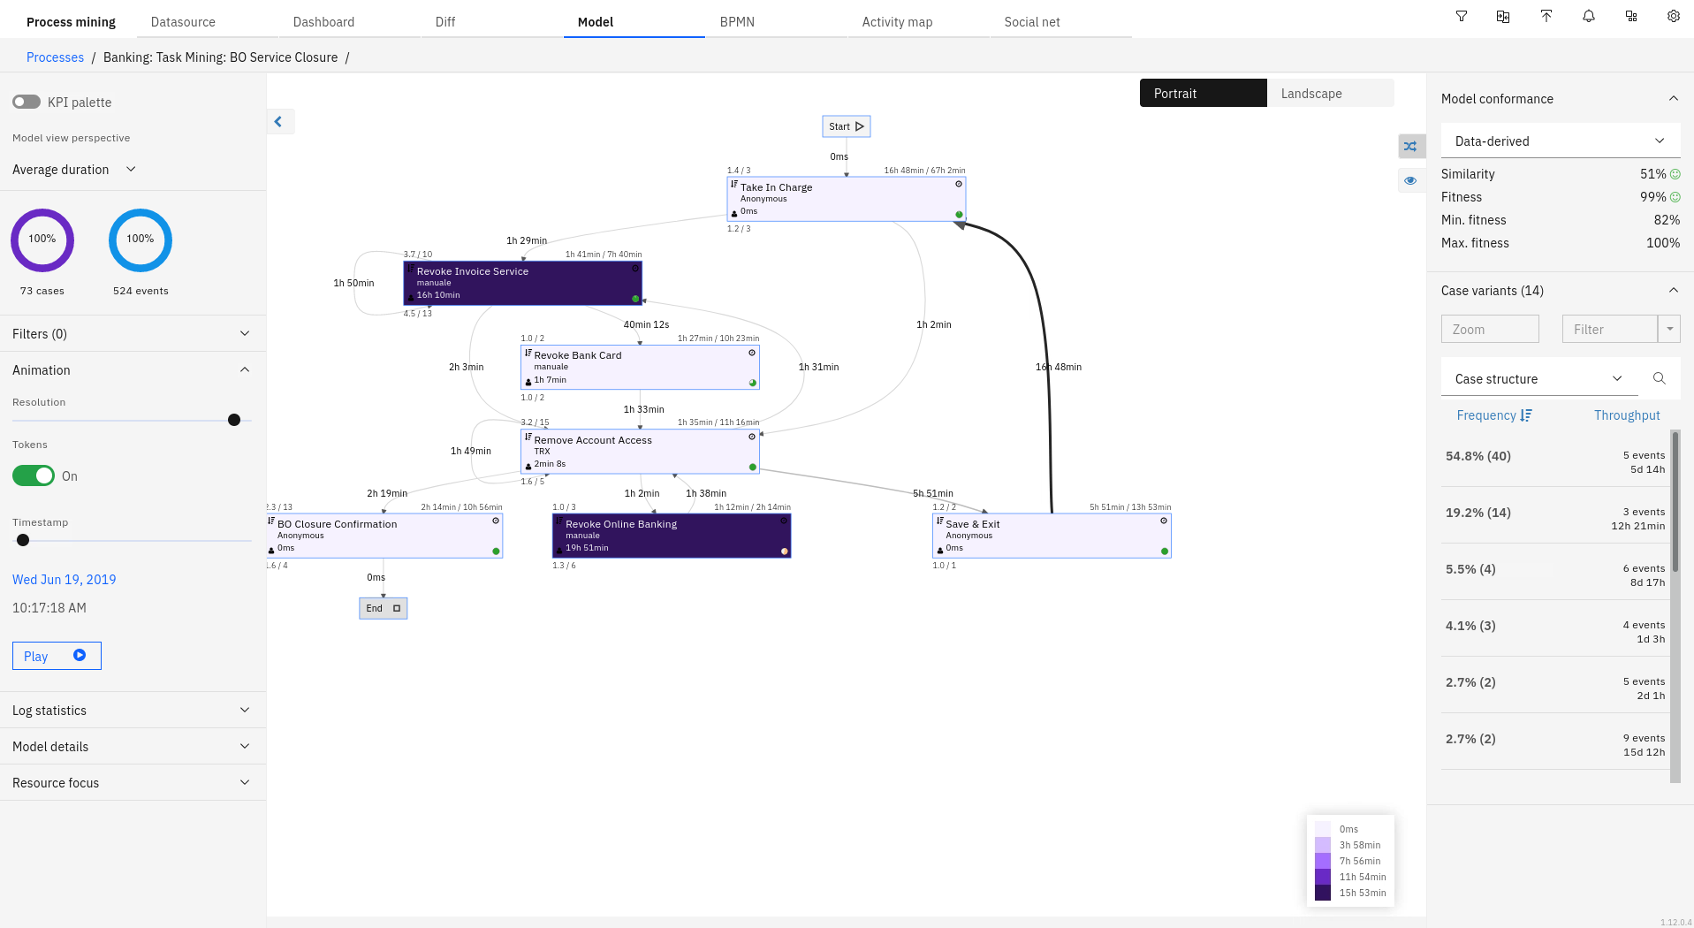 Process mining
Datasource
Dashboard
Diff
Model
BPMN
Activity map
Social net
Processes / Banking: Task Mining: BO Service Closure /
KPI palette
Model view perspective
Average duration
100%
100%
73 cases
524 events
Filters (0)
Animation
Resolution
Tokens
On
Timestamp
Wed Jun 19, 2019
10:17:18 AM
Play
Log statistics
Model details
Resource focus
Portrait
Landscape
Start
0ms
1.4 / 3
16h 48min / 67h 2min
Take In Charge
Anonymous
0ms
1.2 / 3
1h 29min
3.7 / 10
1h 41min / 7h 40min
Revoke Invoice Service
manuale
16h 10min
4.5 / 13
1h 50min
40min 12s
1h 2min
1.0 / 2
1h 27min / 10h 23min
Revoke Bank Card
manuale
1h 7min
1.0 / 2
2h 3min
1h 31min
16h 48min
1h 33min
3.2 / 15
1h 35min / 11h 16min
Remove Account Access
TRX
2min 8s
1.6 / 5
1h 49min
2h 19min
1h 2min
1h 38min
5h 51min
2.3 / 13
2h 14min / 10h 56min
BO Closure Confirmation
Anonymous
0ms
1.6 / 4
1.0 / 3
1h 12min / 2h 14min
Revoke Online Banking
manuale
19h 51min
1.3 / 6
1.2 / 2
5h 51min / 13h 53min
Save & Exit
Anonymous
0ms
1.0 / 1
0ms
End
0ms
3h 58min
7h 56min
11h 54min
15h 53min
Model conformance
Data-derived
Similarity 51%
Fitness 99%
Min. fitness 82%
Max. fitness 100%
Case variants (14)
Zoom
Filter
Case structure
Frequency
Throughput
54.8% (40)
5 events
5d 14h
19.2% (14)
3 events
12h 21min
5.5% (4)
6 events
8d 17h
4.1% (3)
4 events
1d 3h
2.7% (2)
5 events
2d 1h
2.7% (2)
9 events
15d 12h
1.12.0.4